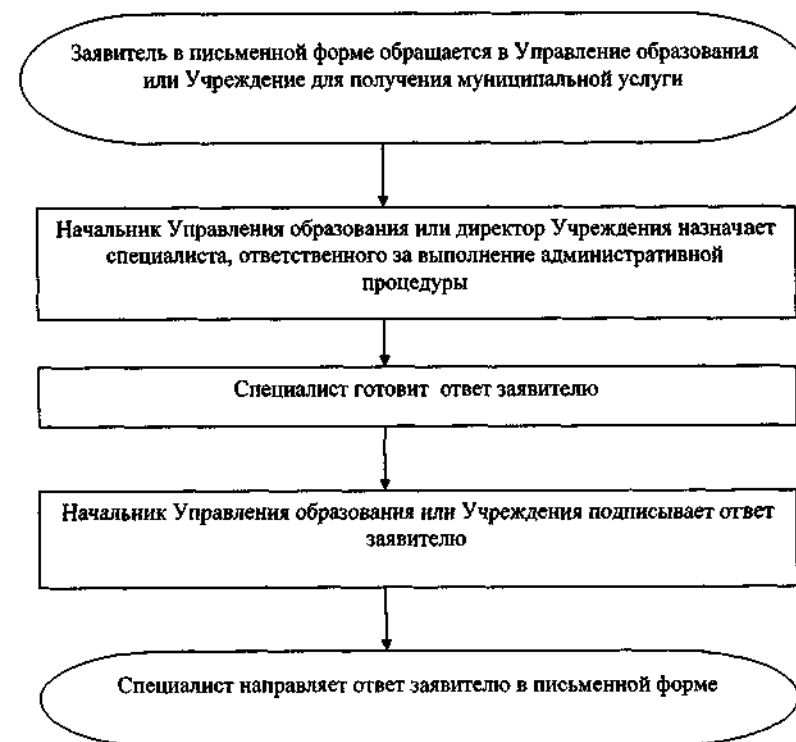 Заявитель в письменной форме обращается в Управление образования
или Учреждение для получения муниципальной услуги
Начальник Управления образования или директор Учреждения назначает
специалиста, ответственного за выполнение административной
процедуры
Специалист готовит ответ заявителю
Начальник Управления образования или Учреждения подписывает ответ
заявителю
Специалист направляет ответ заявителю в письменной форме